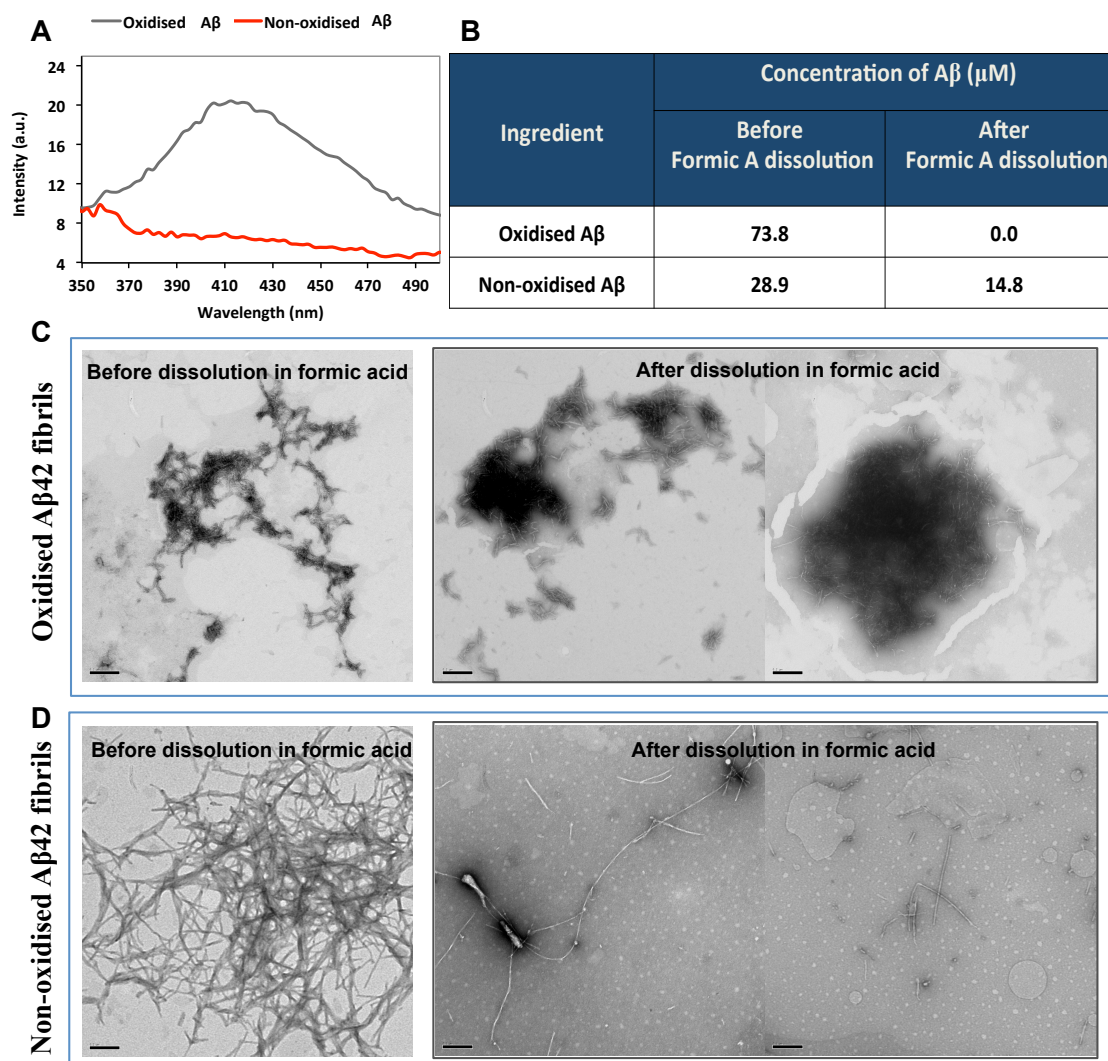 Oxidised Aβ Non-oxidised Aβ
A
24
20
16
12
8
4
Intensity (a.u.)
350 370 390 410 430 450 470 490
Wavelength (nm)
B
Ingredient
Concentration of Aβ (μM)
Before
Formic A dissolution
After
Formic A dissolution
Oxidised Aβ 73.8 0.0
Non-oxidised Aβ 28.9 14.8
C
Oxidised Aβ42 fibrils
Before dissolution in formic acid
After dissolution in formic acid
D
Non-oxidised Aβ42 fibrils
Before dissolution in formic acid
After dissolution in formic acid